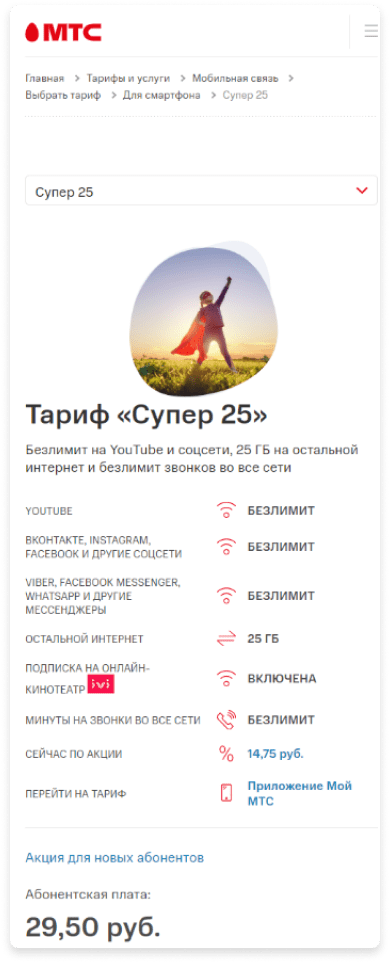 МТС
Главная > Тарифы и услуги > Мобильная связь >
Выбрать тариф > Для смартфона > Супер 25
Супер 25
Тариф «Супер 25»
Безлимит на YouTube и соцсети, 25 ГБ на остальной
интернет и безлимит звонков во все сети
YOUTUBE БЕЗЛИМИТ
ВКОНТАКТЕ, INSTAGRAM,
FACEBOOK И ДРУГИЕ СОЦСЕТИ БЕЗЛИМИТ
VIBER, FACEBOOK MESSENGER,
WHATSAPP И ДРУГИЕ
МЕССЕНДЖЕРЫ БЕЗЛИМИТ
ОСТАЛЬНОЙ ИНТЕРНЕТ 25 ГБ
ПОДПИСКА НА ОНЛАЙН-
КИНОТЕАТР ivi ВКЛЮЧЕНА
МИНУТЫ НА ЗВОНКИ ВО ВСЕ СЕТИ БЕЗЛИМИТ
СЕЙЧАС ПО АКЦИИ % 14,75 руб.
ПЕРЕЙТИ НА ТАРИФ Приложение Мой
МТС
Акция для новых абонентов
Абонентская плата:
29,50 руб.